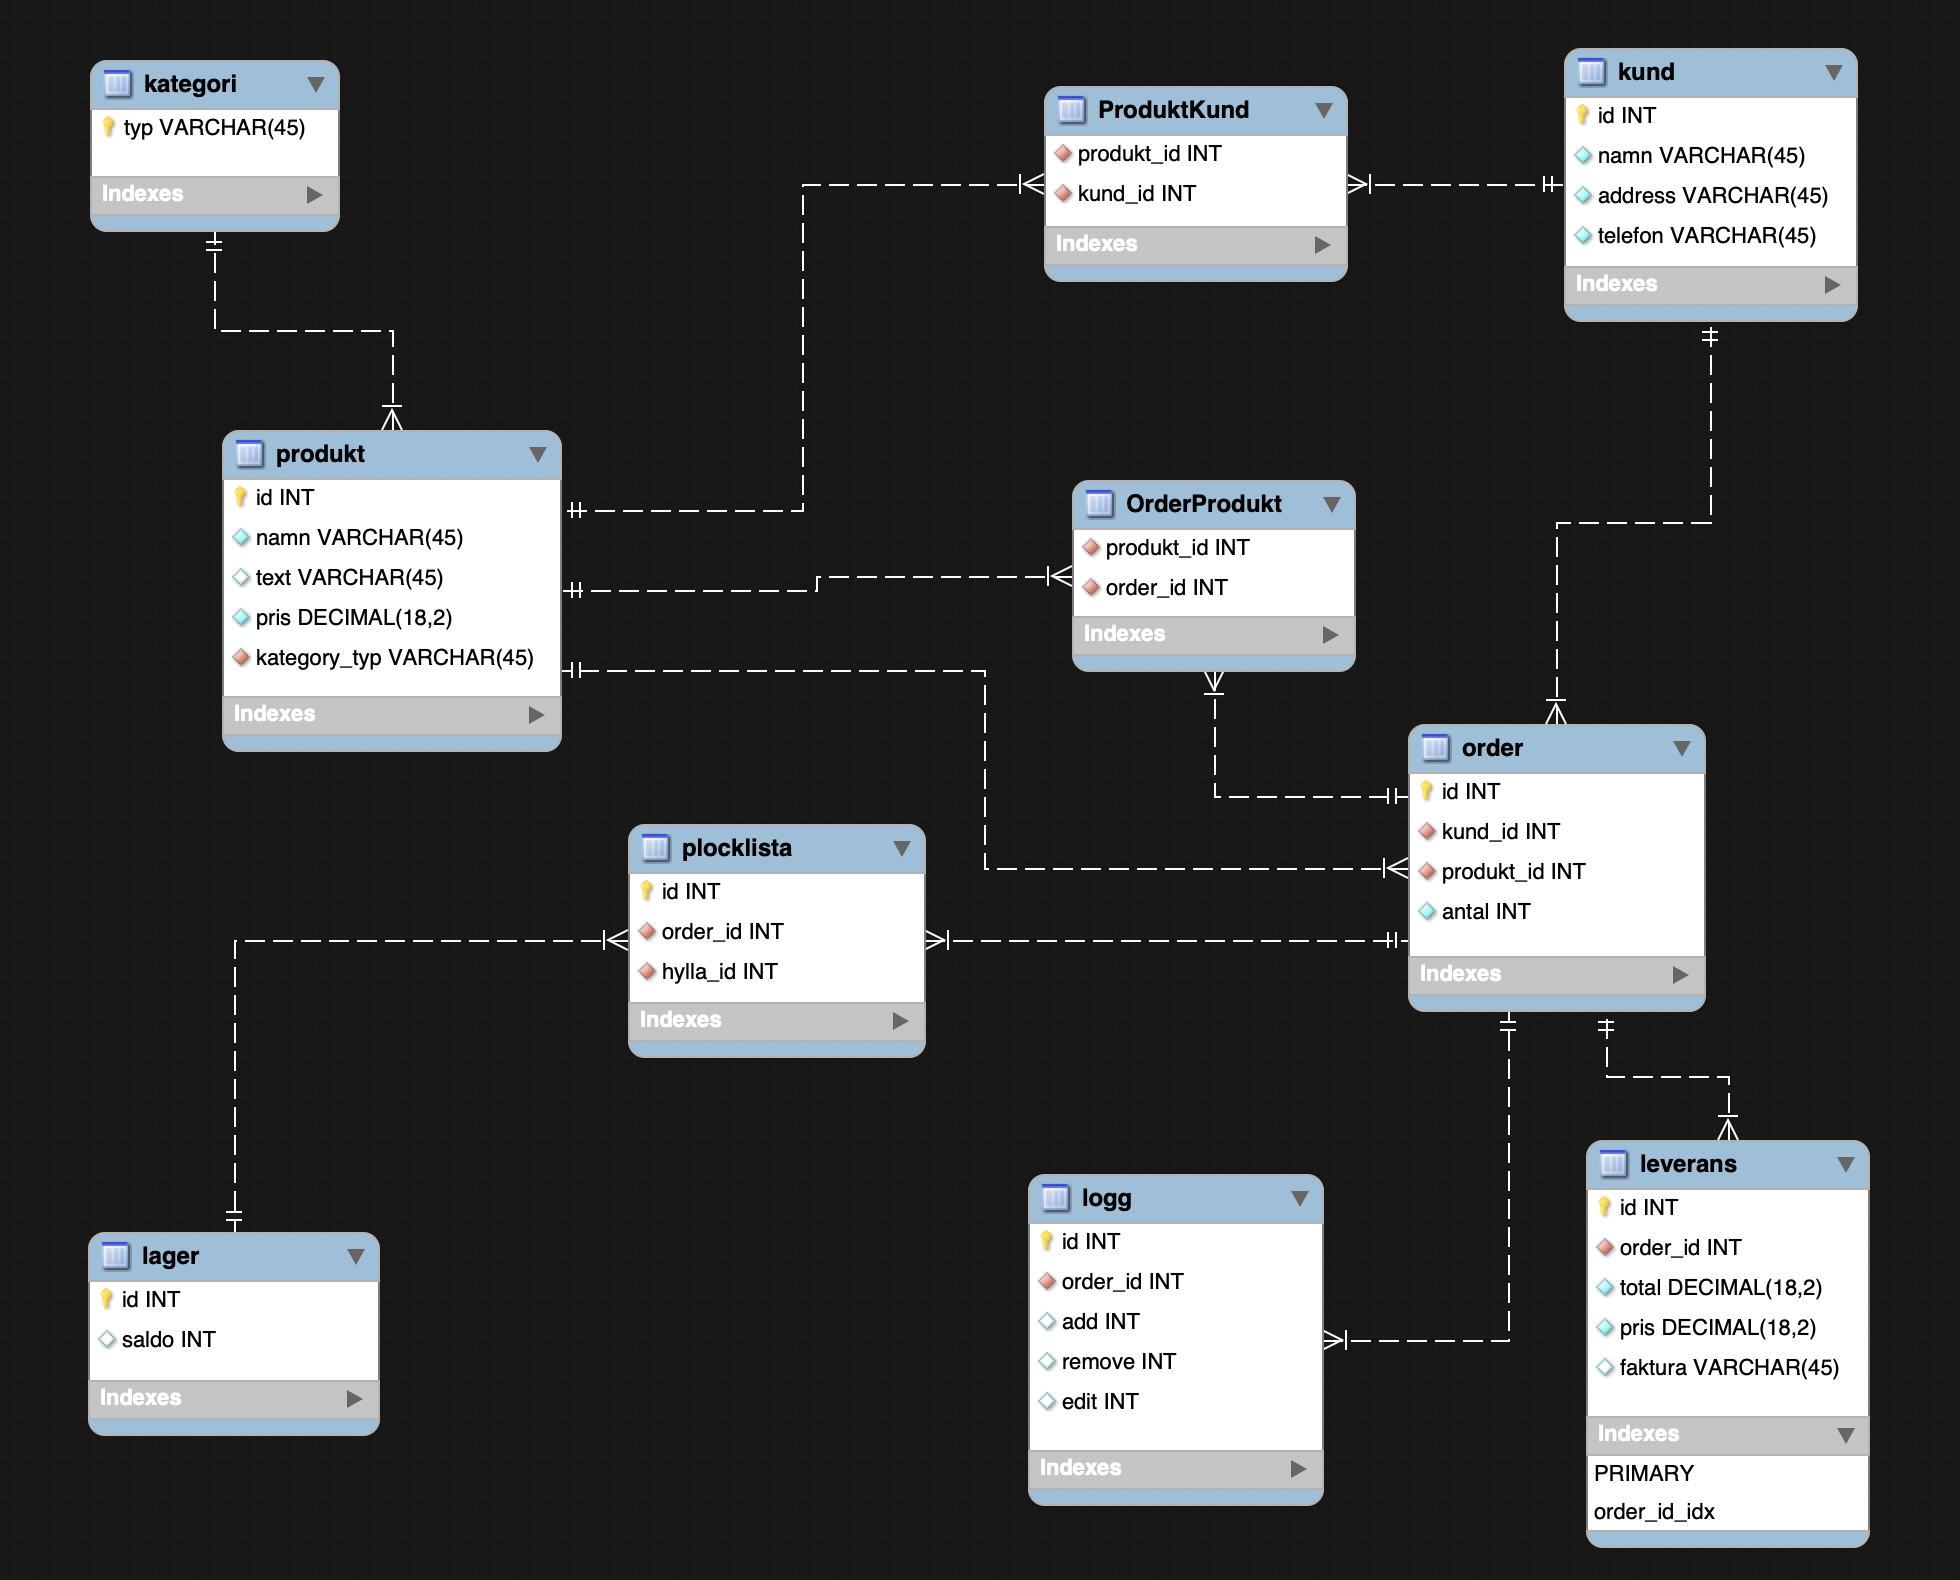 kategori
typ VARCHAR(45)
Indexes
ProduktKund
produkt_id INT
kund_id INT
Indexes
kund
id INT
namn VARCHAR(45)
address VARCHAR(45)
telefon VARCHAR(45)
Indexes
produkt
id INT
namn VARCHAR(45)
text VARCHAR(45)
pris DECIMAL(18,2)
kategory_typ VARCHAR(45)
Indexes
OrderProdukt
produkt_id INT
order_id INT
Indexes
order
id INT
kund_id INT
produkt_id INT
antal INT
Indexes
plocklista
id INT
order_id INT
hylla_id INT
Indexes
lager
id INT
saldo INT
Indexes
logg
id INT
order_id INT
add INT
remove INT
edit INT
Indexes
leverans
id INT
order_id INT
total DECIMAL(18,2)
pris DECIMAL(18,2)
faktura VARCHAR(45)
Indexes
PRIMARY
order_id_idx